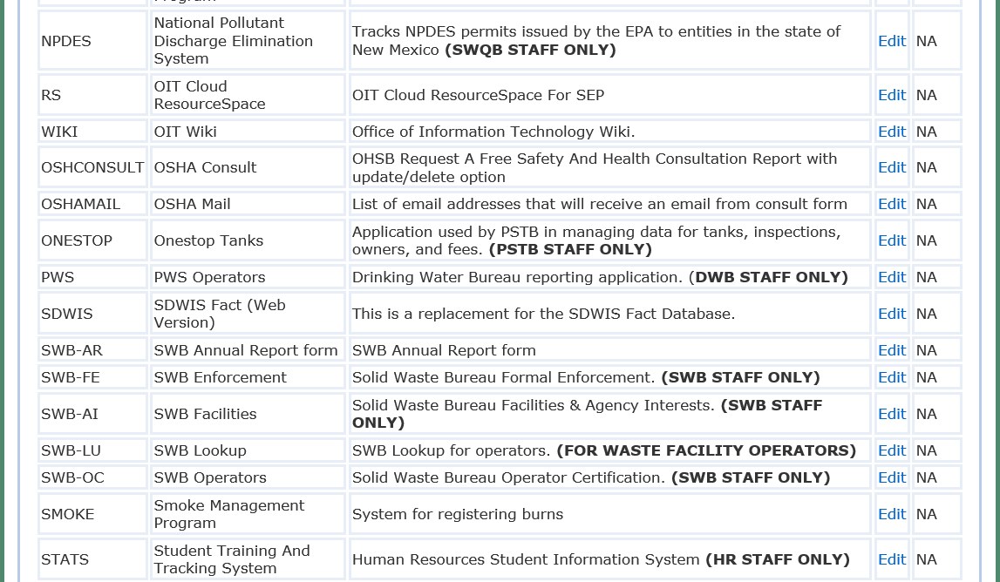 NPDES
National Pollutant
Discharge Elimination
System
Tracks NPDES permits issued by the EPA to entities in the state of
New Mexico (SWQB STAFF ONLY)
Edit
NA
RS
OIT Cloud
ResourceSpace
OIT Cloud ResourceSpace For SEP
Edit
NA
WIKI
OIT Wiki
Office of Information Technology Wiki.
Edit
NA
OSHCONSULT
OSHA Consult
OHSB Request A Free Safety And Health Consultation Report with
update/delete option
Edit
NA
OSHAMAIL
OSHA Mail
List of email addresses that will receive an email from consult form
Edit
NA
ONESTOP
Onestop Tanks
Application used by PSTB in managing data for tanks, inspections,
owners, and fees. (PSTB STAFF ONLY)
Edit
NA
PWS
PWS Operators
Drinking Water Bureau reporting application. (DWB STAFF ONLY)
Edit
NA
SDWIS
SDWIS Fact (Web
Version)
This is a replacement for the SDWIS Fact Database.
Edit
NA
SWB-AR
SWB Annual Report form
SWB Annual Report form
Edit
NA
SWB-FE
SWB Enforcement
Solid Waste Bureau Formal Enforcement. (SWB STAFF ONLY)
Edit
NA
SWB-AI
SWB Facilities
Solid Waste Bureau Facilities & Agency Interests. (SWB STAFF
ONLY)
Edit
NA
SWB-LU
SWB Lookup
SWB Lookup for operators. (FOR WASTE FACILITY OPERATORS)
Edit
NA
SWB-OC
SWB Operators
Solid Waste Bureau Operator Certification. (SWB STAFF ONLY)
Edit
NA
SMOKE
Smoke Management
Program
System for registering burns
Edit
NA
STATS
Student Training And
Tracking System
Human Resources Student Information System (HR STAFF ONLY)
Edit
NA